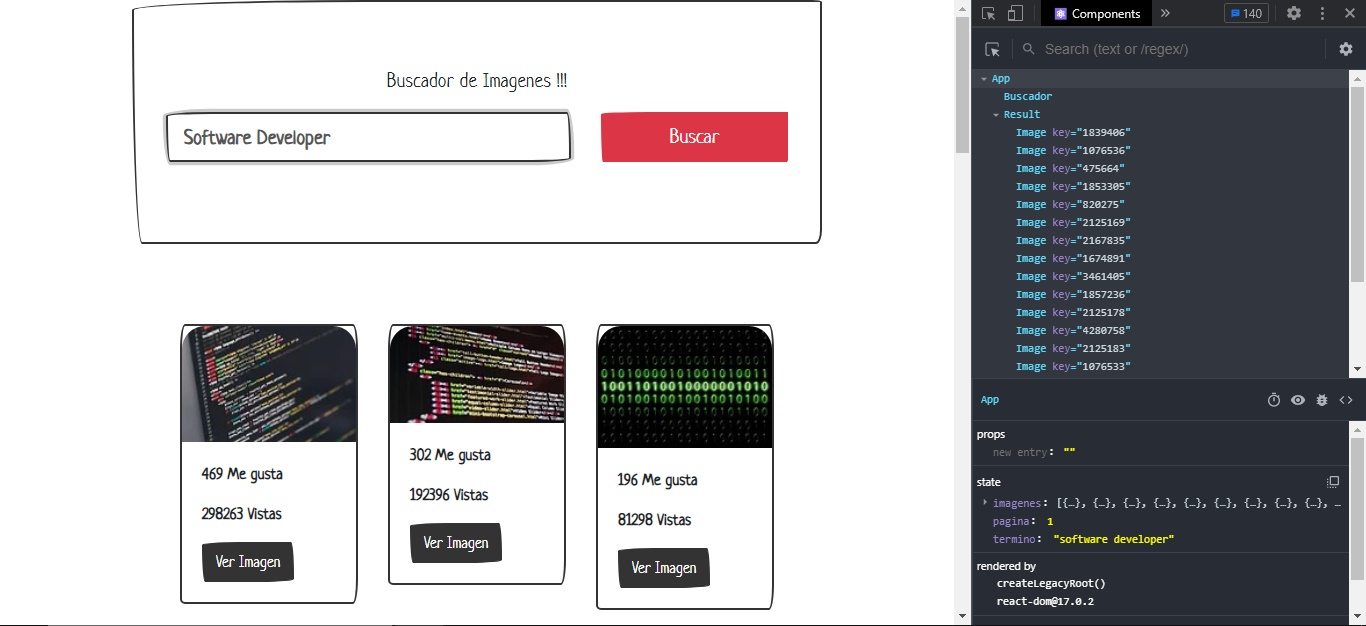 Buscador de Imagenes !!!
Software Developer
Buscar
469 Me gusta
298263 Vistas
Ver Imagen
302 Me gusta
192396 Vistas
Ver Imagen
010011010010100110
1001101001000001010
196 Me gusta
81298 Vistas
Ver Imagen
Components
140
Search (text or /regex/)
App
Buscador
Result
Image key="1839406"
Image key="1076536"
Image key="475664"
Image key="1853305"
Image key="820275"
Image key="2125169"
Image key="2167835"
Image key="1674891"
Image key="3461405"
Image key="1857236"
Image key="2125178"
Image key="4280758"
Image key="2125183"
Image key="1076533"
App
props
new entry: ""
state
imagenes: [{…}, {…}, {…}, {…}, {…}, {…}, {…}, {…}, {…}, …
pagina: 1
termino: "software developer"
rendered by
createLegacyRoot()
react-dom@17.0.2